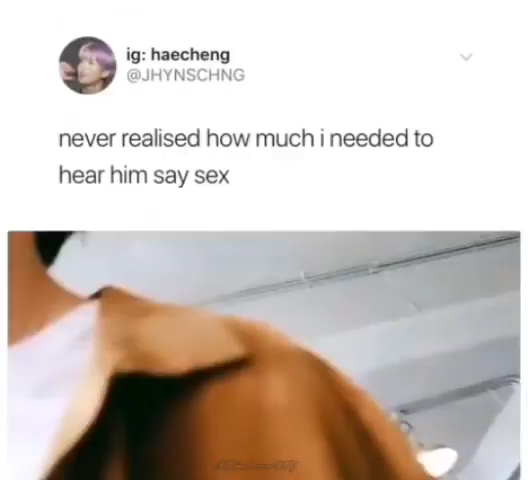 ig: haecheng
@JHYNSCHNG
never realised how much i needed to
hear him say sex